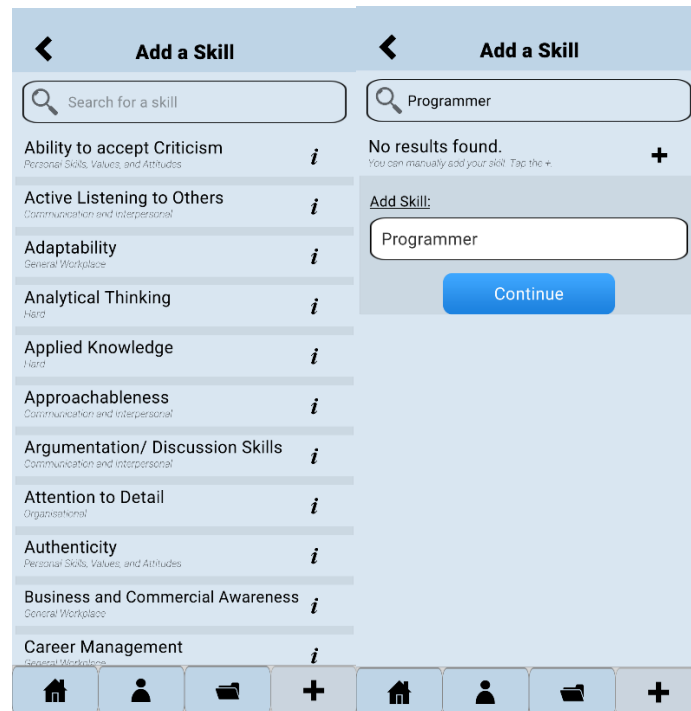 Add a Skill
Search for a skill
Ability to accept Criticism
Personal Skills, Values, and Attitudes
i
Active Listening to Others
Communication and Interpersonal
i
Adaptability
General Workplace
i
Analytical Thinking
Hard
i
Applied Knowledge
Hard
i
Approachableness
Communication and Interpersonal
i
Argumentation/ Discussion Skills
Communication and Interpersonal
i
Attention to Detail
Organisational
i
Authenticity
Personal Skills, Values, and Attitudes
i
Business and Commercial Awareness
General Workplace
i
Career Management
General Workplace
i
Add a Skill
Programmer
No results found.
You can manually add your skill. Tap the +.
Add Skill:
Programmer
Continue